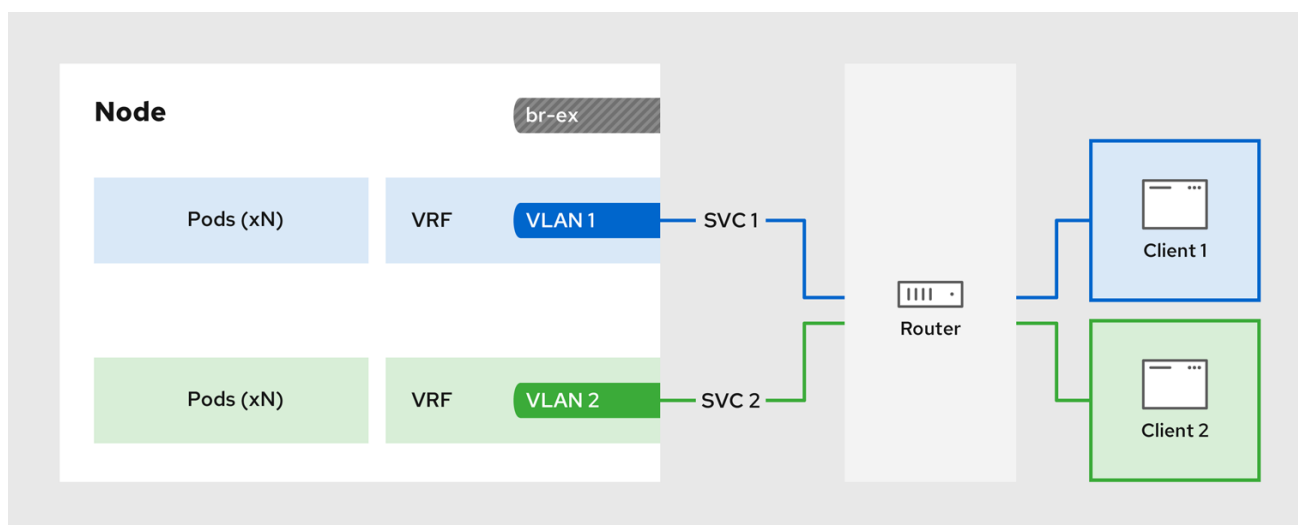 Node
br-ex
Pods (xN)
VRF
VLAN 1
SVC 1
Client 1
Router
Pods (xN)
VRF
VLAN 2
SVC 2
Client 2